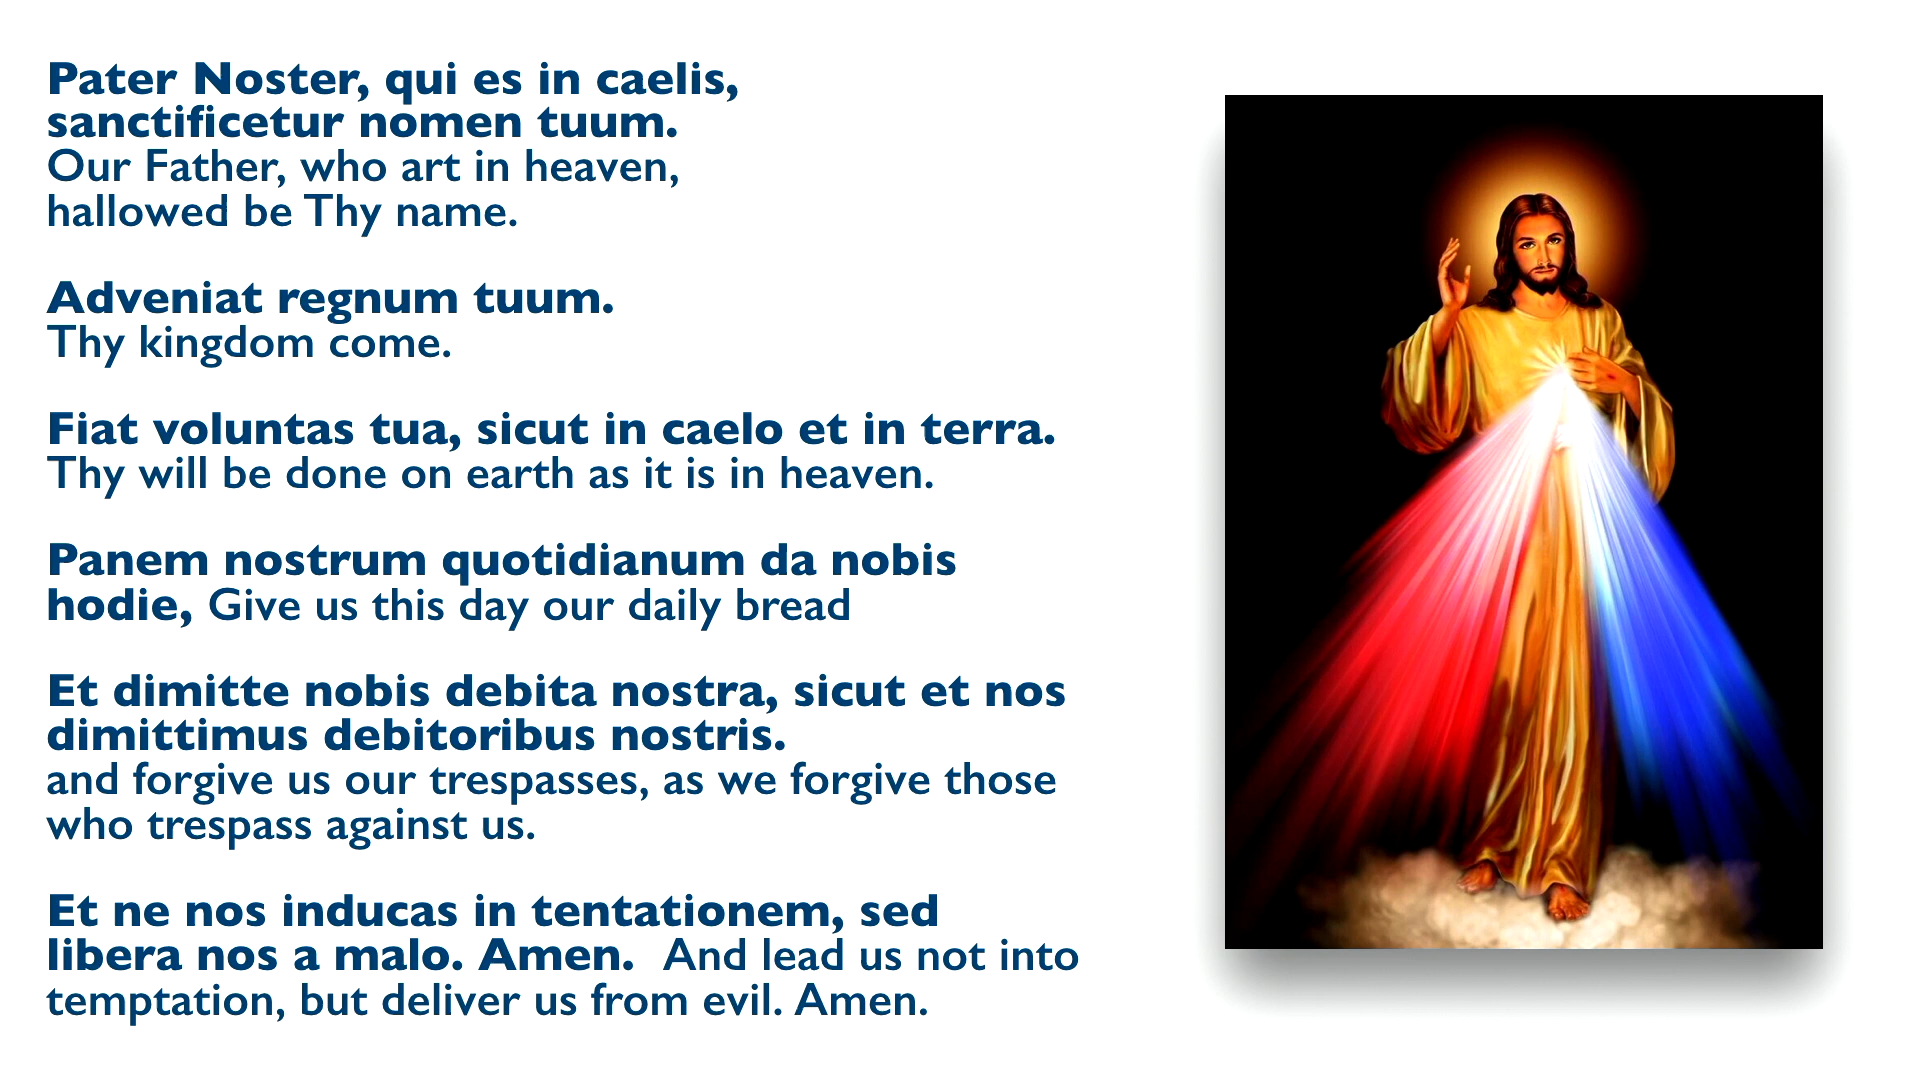 Pater Noster, qui es in caelis,
sanctificetur nomen tuum.
Our Father, who art in heaven,
hallowed be Thy name.
Adveniat regnum tuum.
Thy kingdom come.
Fiat voluntas tua, sicut in caelo et in terra.
Thy will be done on earth as it is in heaven.
Panem nostrum quotidianum da nobis
hodie, Give us this day our daily bread
Et dimitte nobis debita nostra, sicut et nos
dimittimus debitoribus nostris.
and forgive us our trespasses, as we forgive those
who trespass against us.
Et ne nos inducas in tentationem, sed
libera nos a malo. Amen.  And lead us not into
temptation, but deliver us from evil. Amen.